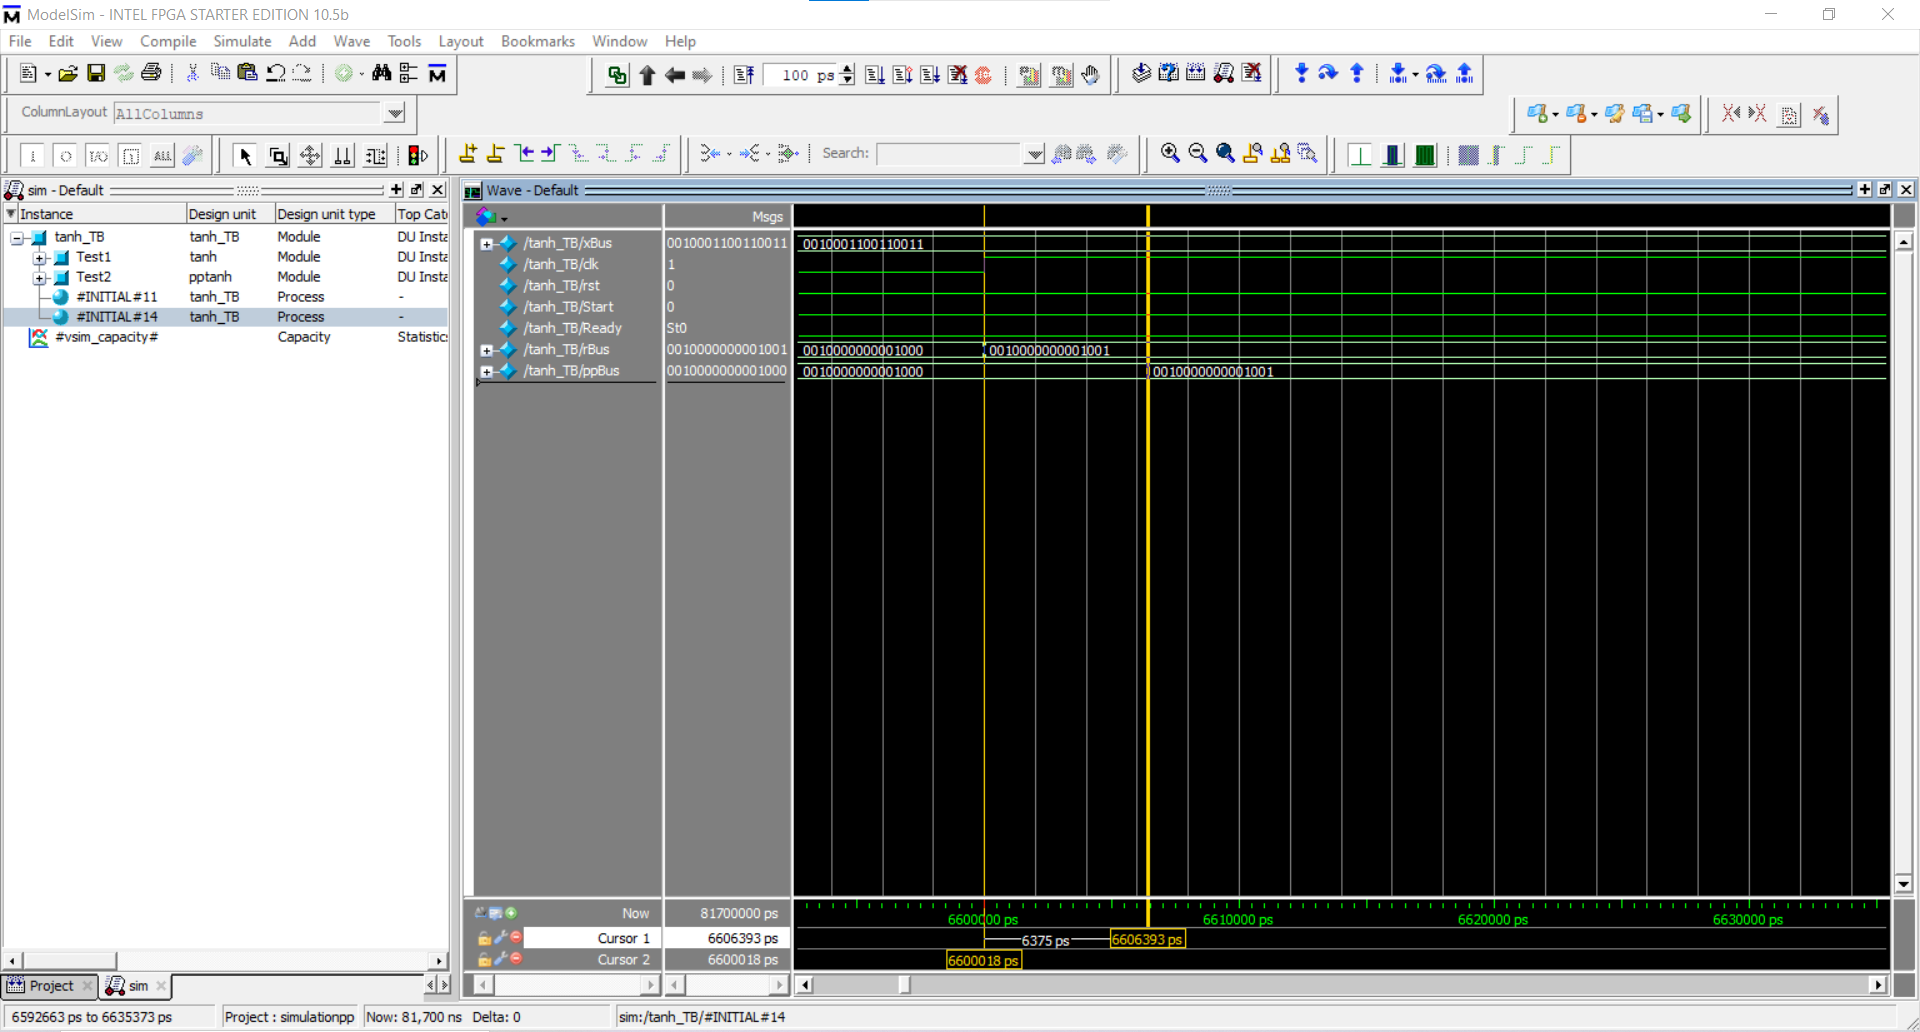 ModelSim - INTEL FPGA STARTER EDITION 10.5b
File Edit View Compile Simulate Add Wave Tools Layout Bookmarks Window Help
100 ps
ColumnLayout AllColumns
Search:
sim - Default
Instance Design unit Design unit type Top Cat
tanh_TB tanh_TB Module DU Insta
Test1 tanh Module DU Insta
Test2 pptanh Module DU Insta
#INITIAL#11 tanh_TB Process -
#INITIAL#14 tanh_TB Process -
#vsim_capacity# Capacity Statistic
Wave - Default
Msgs
/tanh_TB/xBus 0010001100110011 0010001100110011
/tanh_TB/clk 1
/tanh_TB/rst 0
/tanh_TB/Start 0
/tanh_TB/Ready St0
/tanh_TB/rBus 0010000000001001 0010000000001000 0010000000001001
/tanh_TB/ppBus 0010000000001000 0010000000001000 0010000000001001
Now 81700000 ps 6600000 ps 6610000 ps 6620000 ps 6630000 ps
Cursor 1 6606393 ps 6375 ps 6606393 ps
Cursor 2 6600018 ps 6600018 ps
Project sim
6592663 ps to 6635373 ps Project : simulationpp Now: 81,700 ns Delta: 0 sim:/tanh_TB/#INITIAL#14